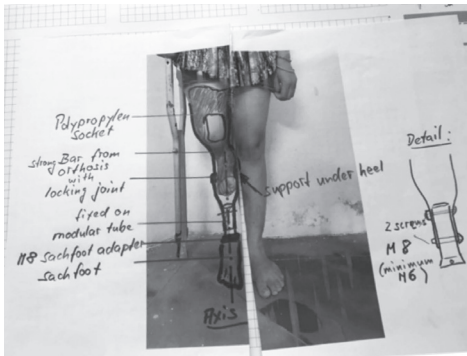 Polypropylen
Socket
strong Bar from
orthosis
with
locking joint
fixed on
modular tube
M8 sachfoot adapter
sachfoot
support under heel
Axis
Detail:
2 screws
M8
(minimum
M6)